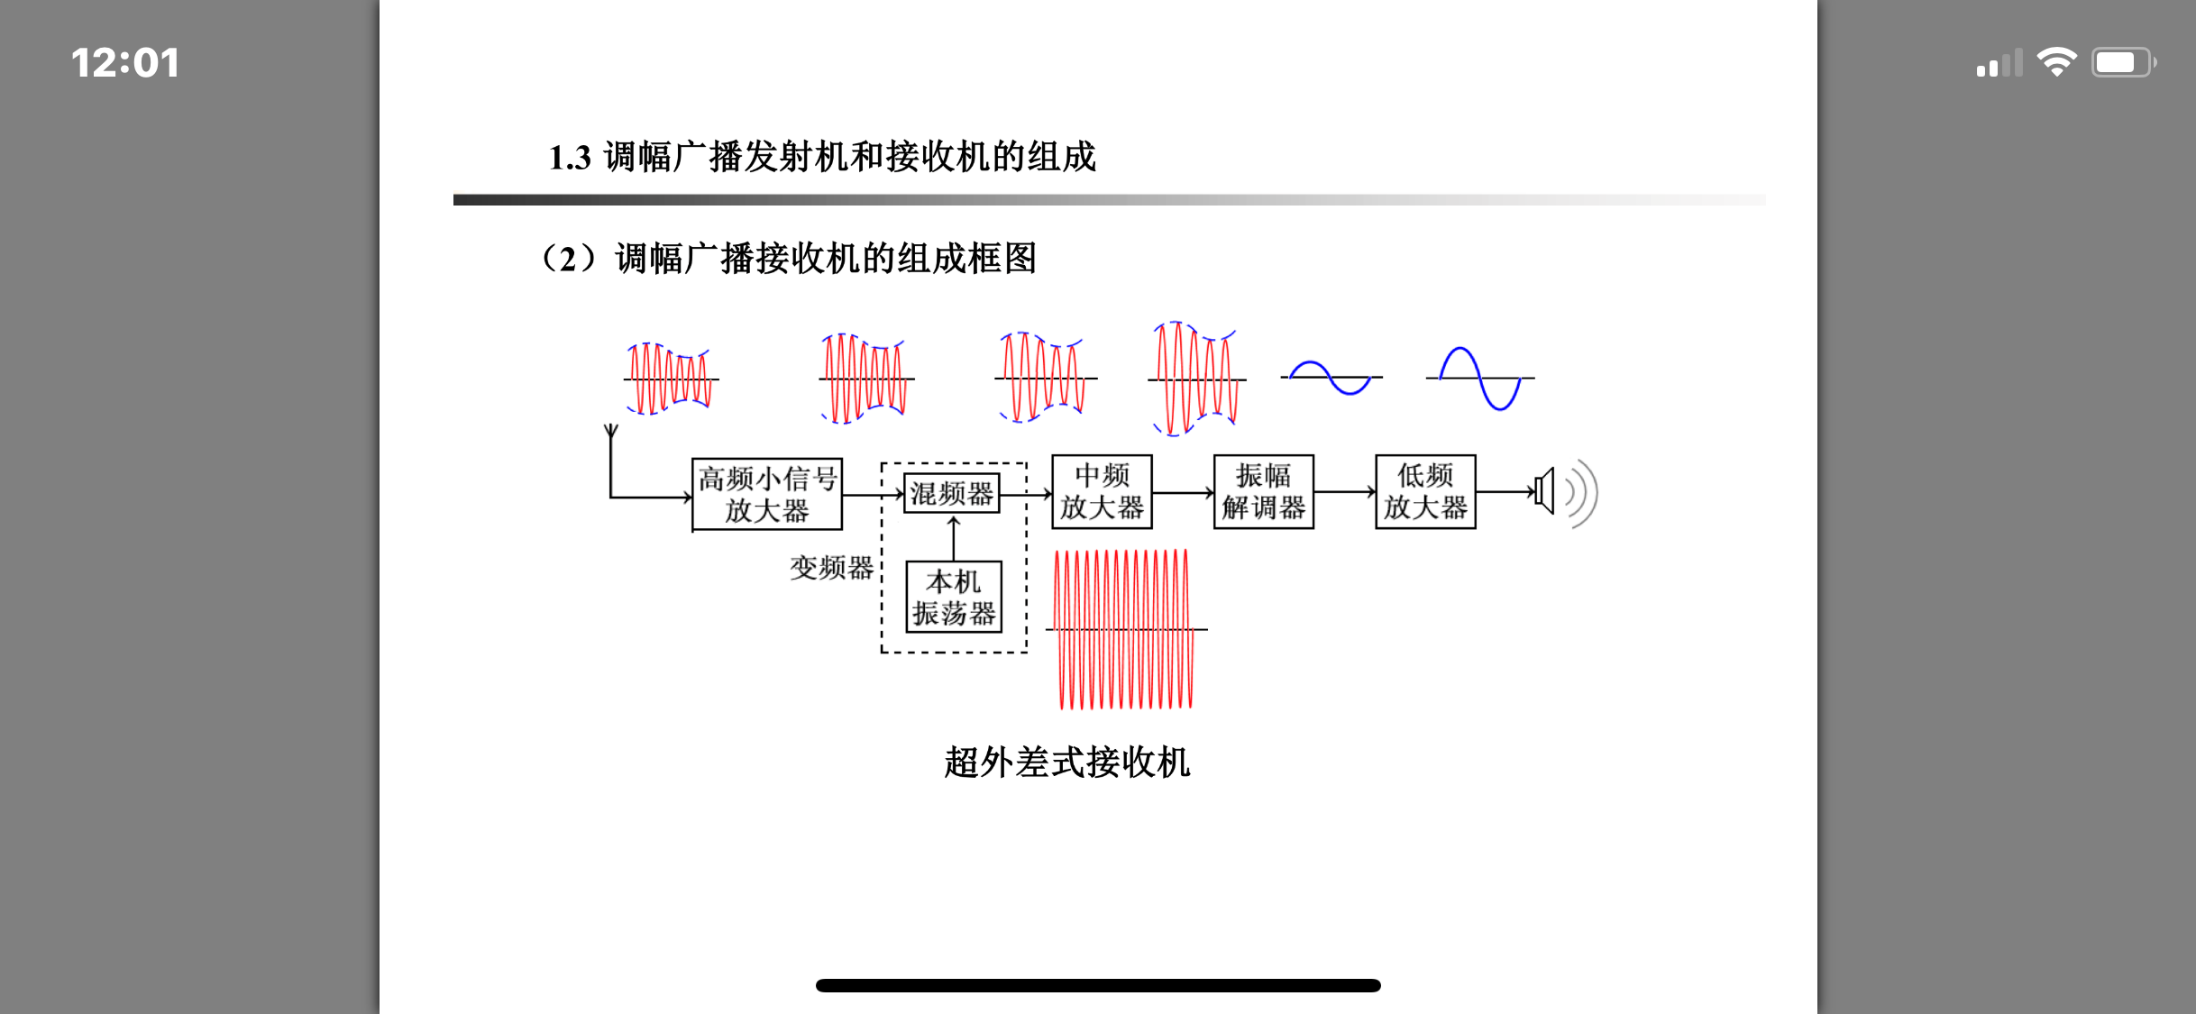 12:01
1.3 调幅广播发射机和接收机的组成
（2）调幅广播接收机的组成框图
高频小信号
放大器
混频器
中频
放大器
振幅
解调器
低频
放大器
变频器
本机
振荡器
超外差式接收机